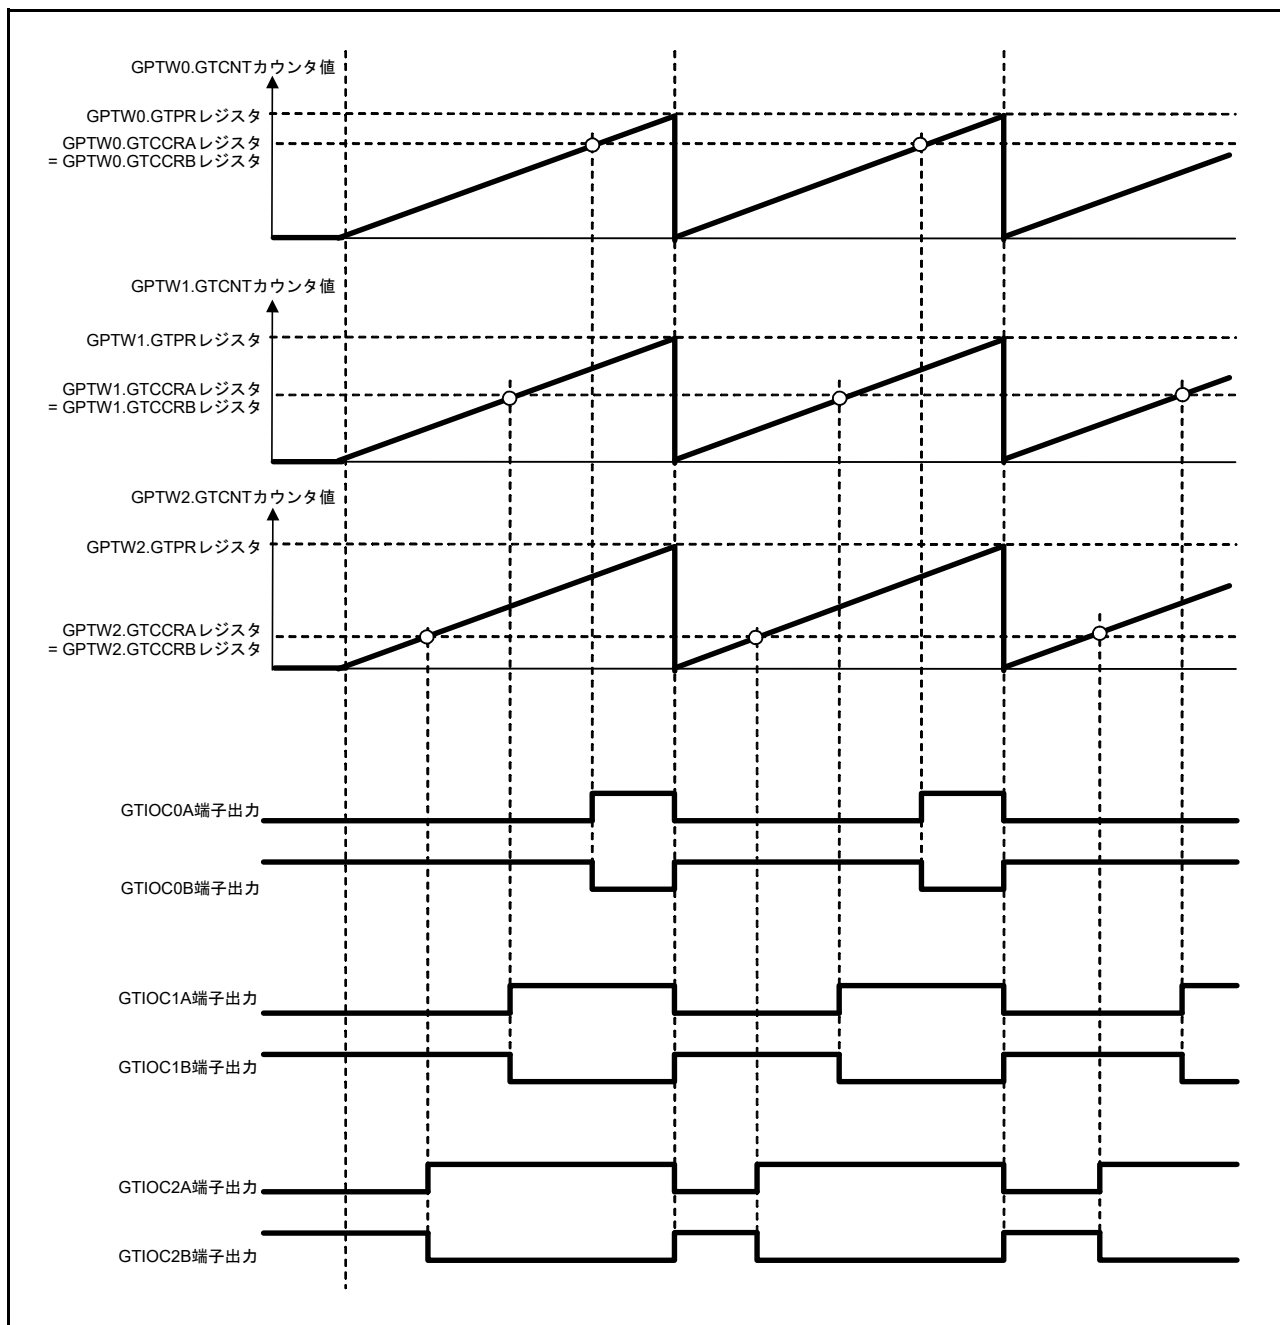 GPTW0.GTCNTカウンタ値
GPTW0.GTPRレジスタ
GPTW0.GTCCRAレジスタ
= GPTW0.GTCCRBレジスタ
GPTW1.GTCNTカウンタ値
GPTW1.GTPRレジスタ
GPTW1.GTCCRAレジスタ
= GPTW1.GTCCRBレジスタ
GPTW2.GTCNTカウンタ値
GPTW2.GTPRレジスタ
GPTW2.GTCCRAレジスタ
= GPTW2.GTCCRBレジスタ
GTIOC0A端子出力
GTIOC0B端子出力
GTIOC1A端子出力
GTIOC1B端子出力
GTIOC2A端子出力
GTIOC2B端子出力